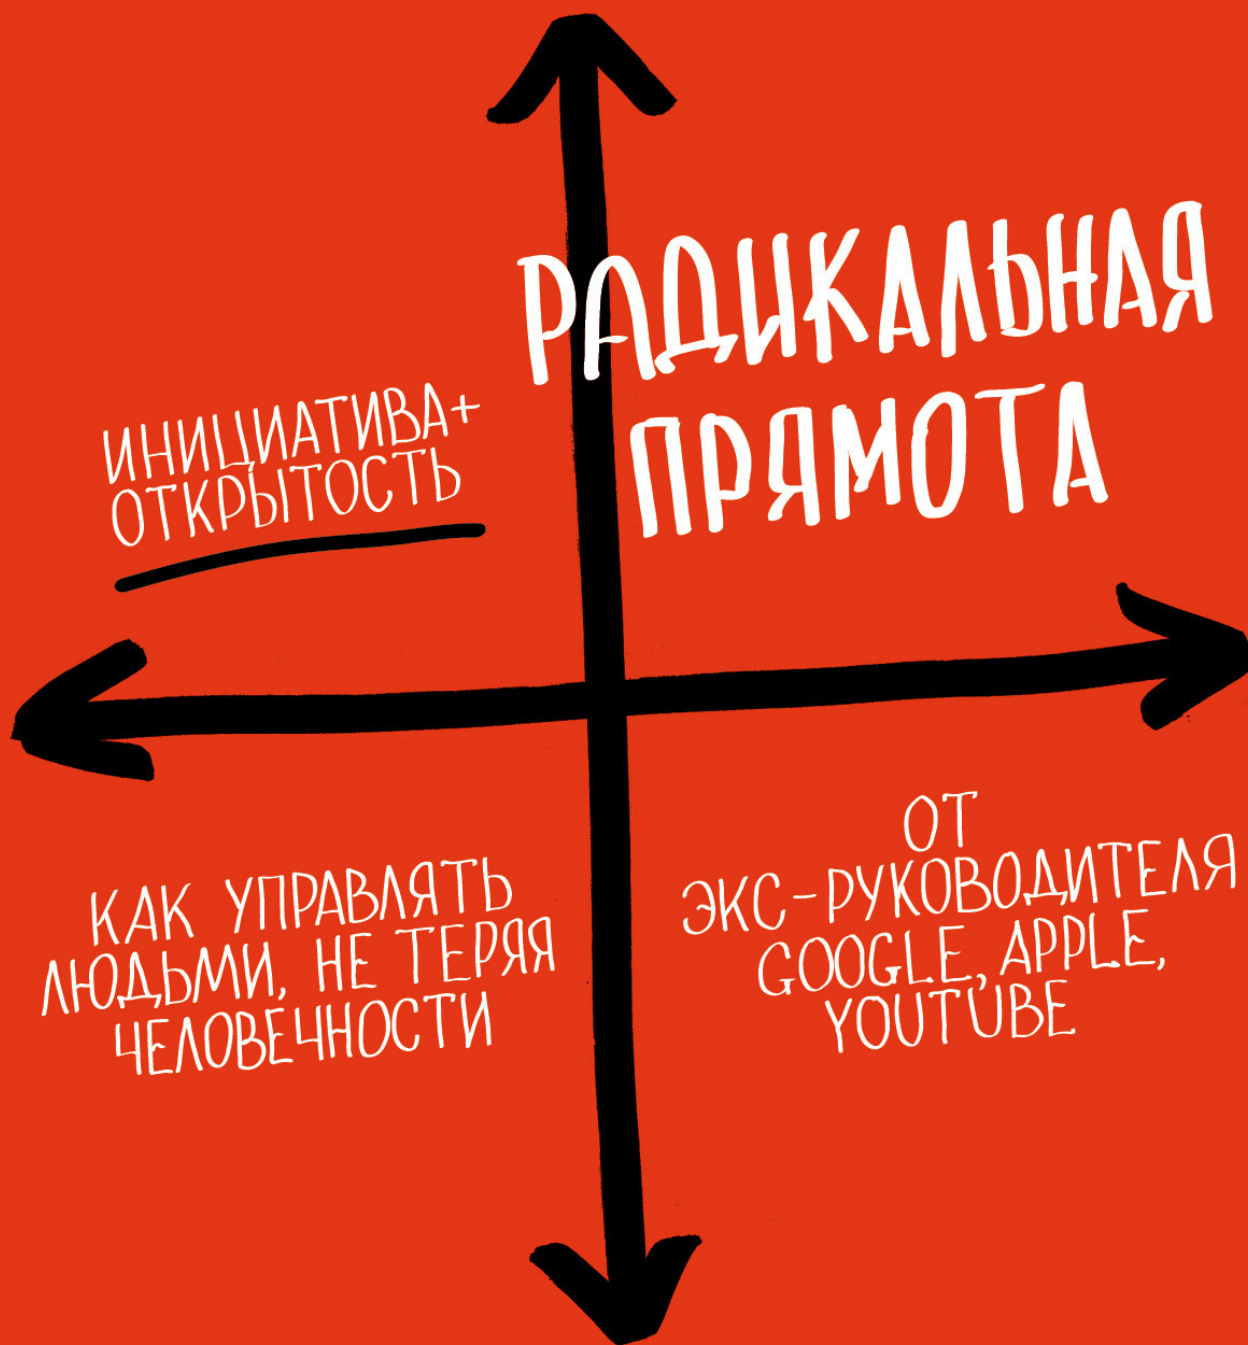 РАДИКАЛЬНАЯ
ПРЯМОТА
ИНИЦИАТИВА+
ОТКРЫТОСТЬ
КАК УПРАВЛЯТЬ
ЛЮДЬМИ, НЕ ТЕРЯЯ
ЧЕЛОВЕЧНОСТИ
ОТ
ЭКС-РУКОВОДИТЕЛЯ
GOOGLE, APPLE,
YOUTUBE